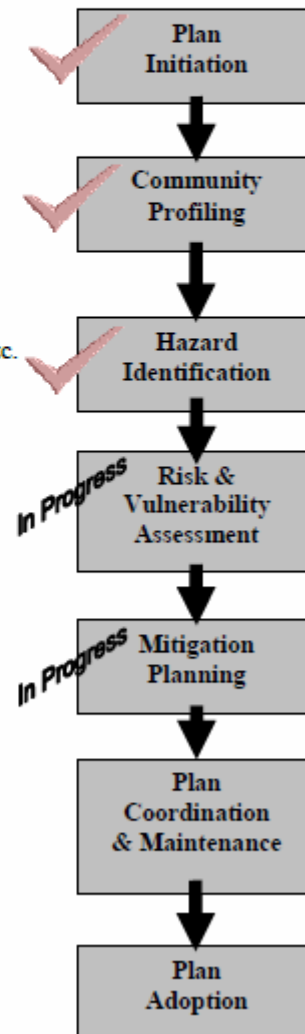 Plan
Initiation
Community
Profiling
c.
Hazard
Identification
In Progress
Risk &
Vulnerability
Assessment
In Progress
Mitigation
Planning
Plan
Coordination
& Maintenance
Plan
Adoption